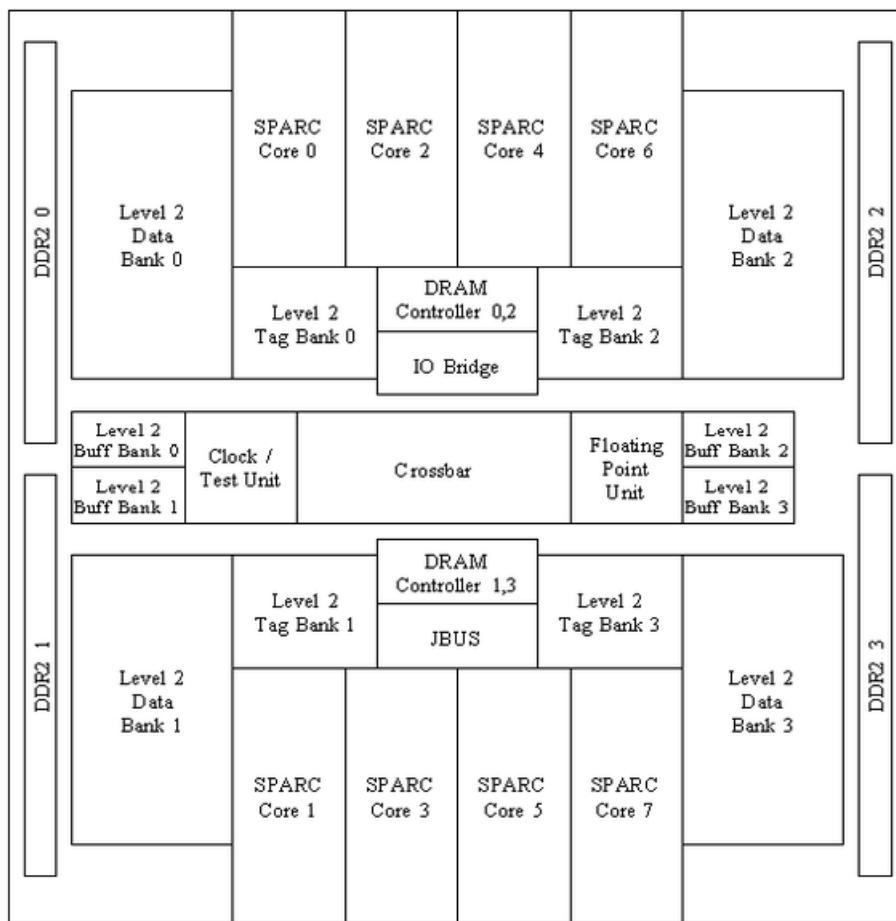 SPARC
Core 0
SPARC
Core 2
SPARC
Core 4
SPARC
Core 6
DDR2 0
Level 2
Data
Bank 0
Level 2
Data
Bank 2
DDR2 2
Level 2
Tag Bank 0
DRAM
Controller 0,2
IO Bridge
Level 2
Tag Bank 2
Level 2
Buff Bank 0
Level 2
Buff Bank 1
Clock /
Test Unit
Crossbar
Floating
Point
Unit
Level 2
Buff Bank 2
Level 2
Buff Bank 3
DDR2 1
Level 2
Data
Bank 1
Level 2
Tag Bank 1
DRAM
Controller 1,3
JBUS
Level 2
Tag Bank 3
Level 2
Data
Bank 3
DDR2 3
SPARC
Core 1
SPARC
Core 3
SPARC
Core 5
SPARC
Core 7